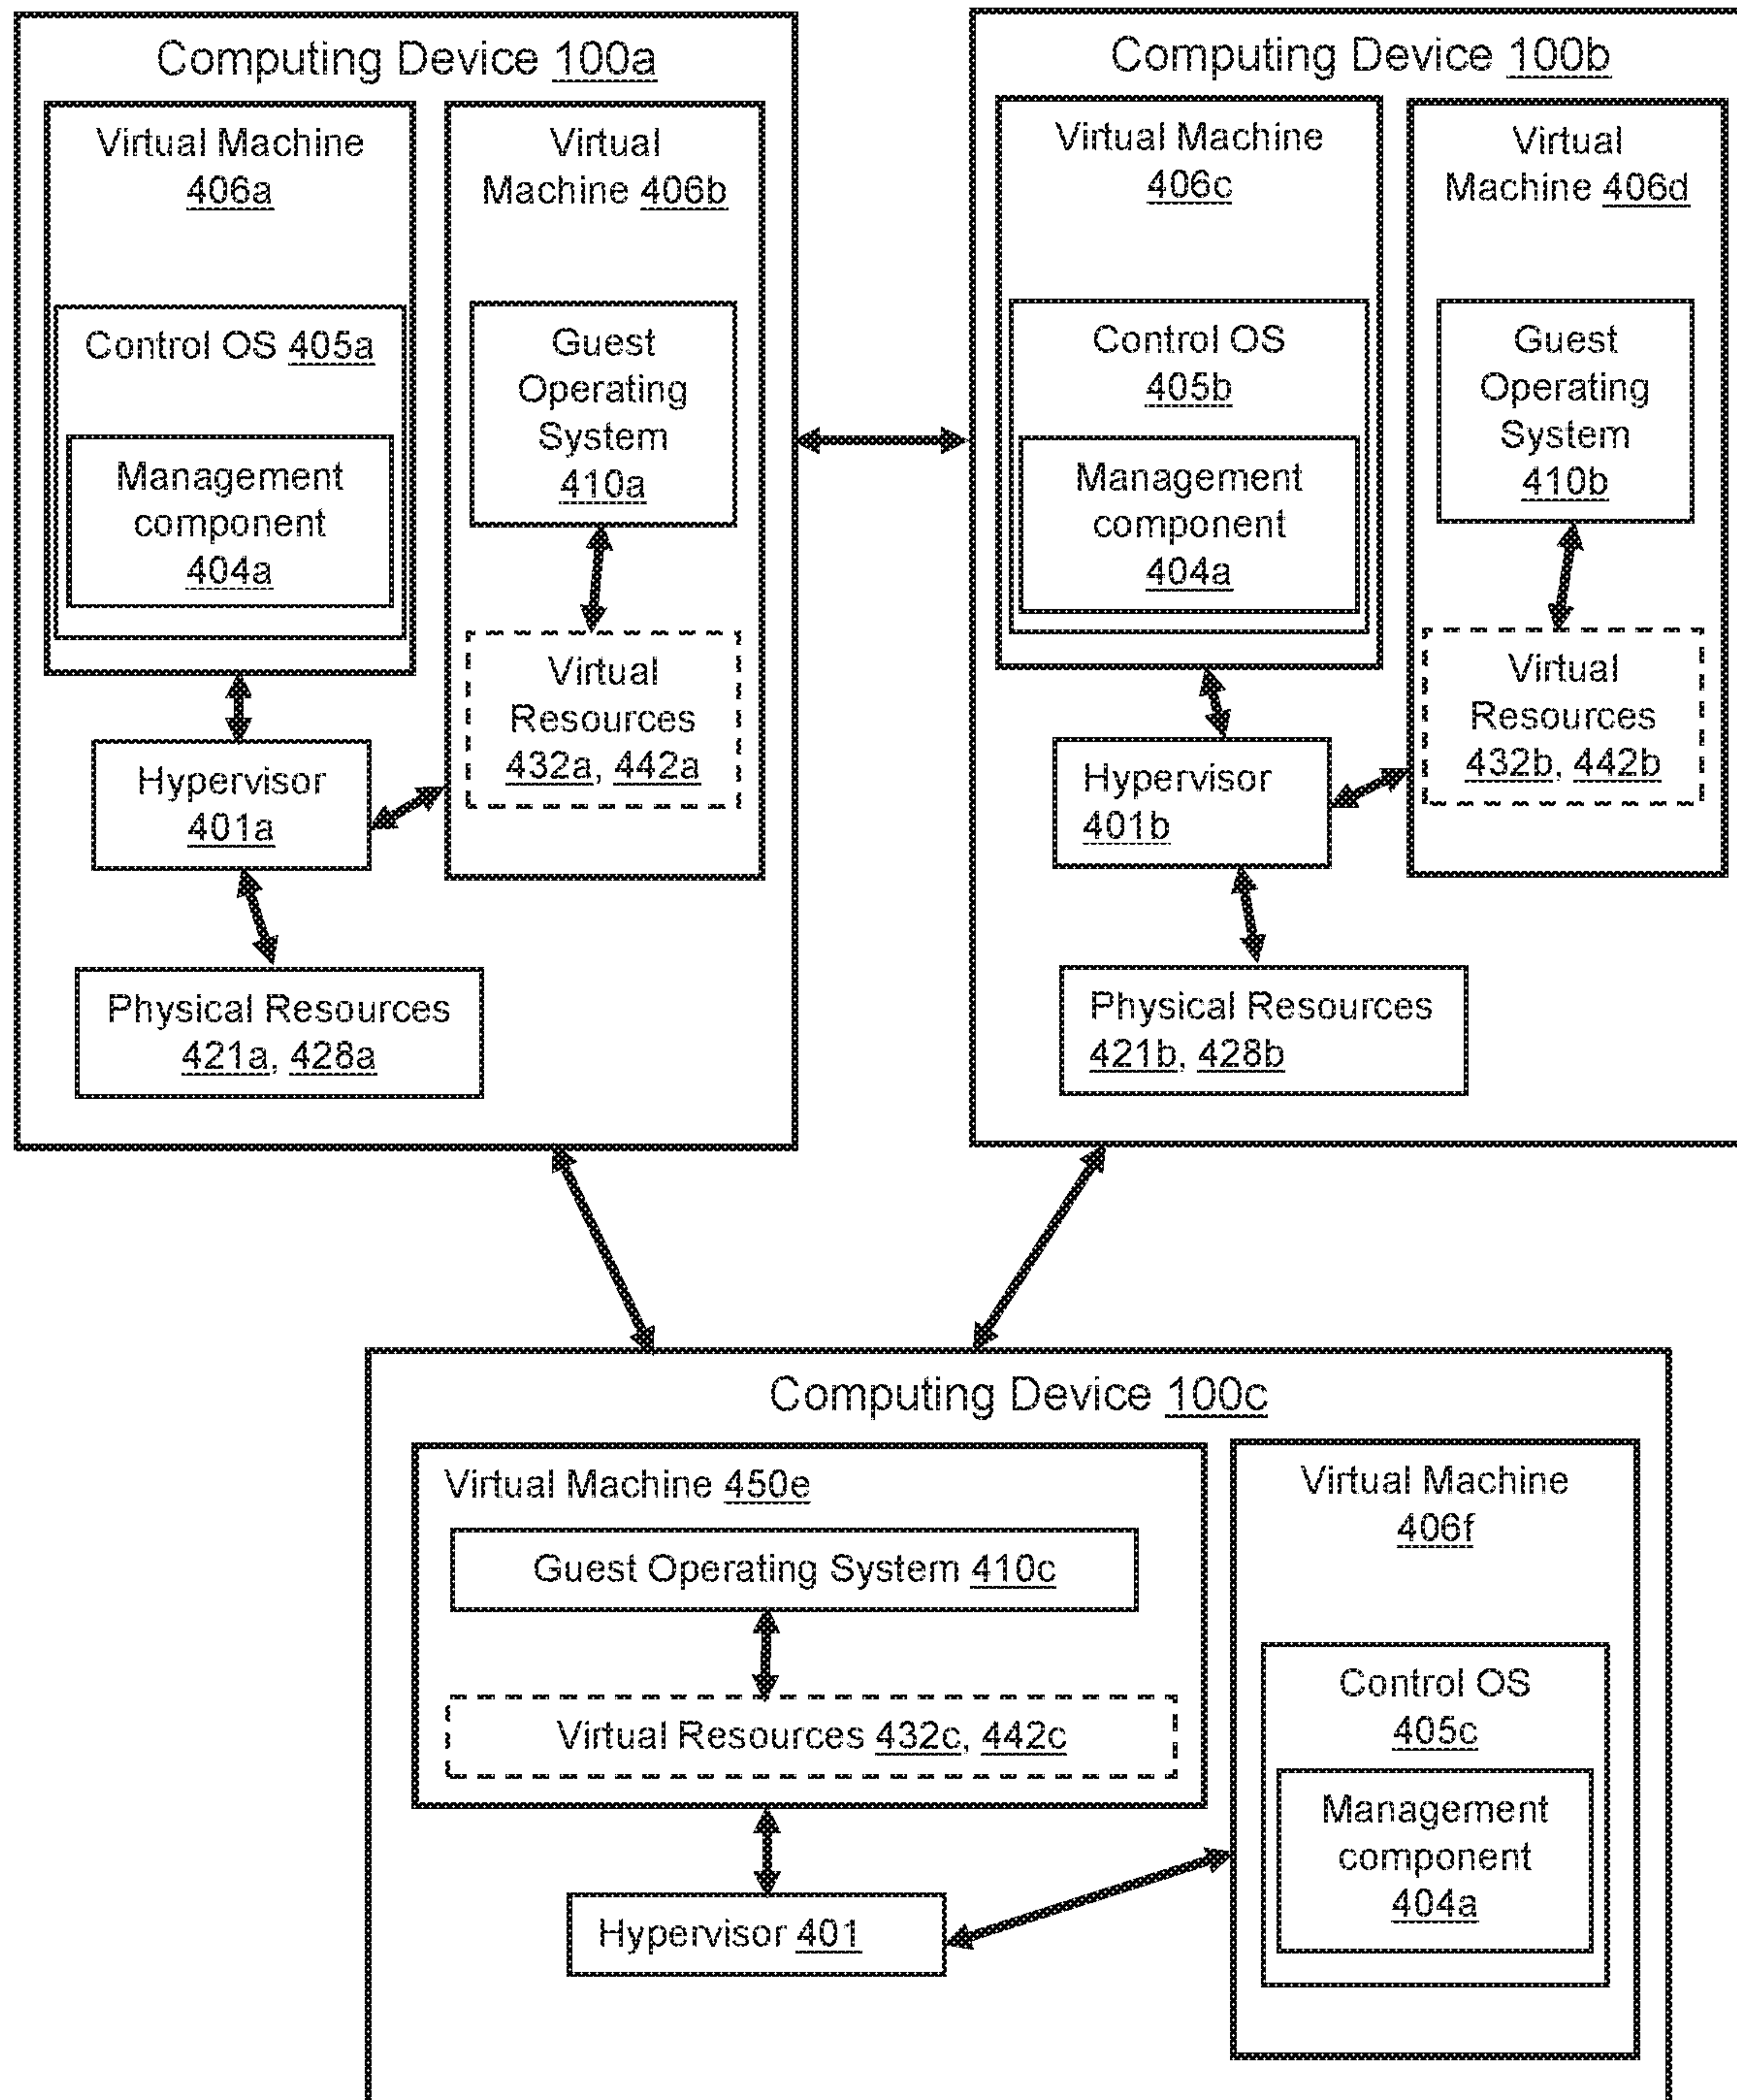 Computing Device 100a
Virtual Machine
406a
Control OS 405a
Management
component
404a
Virtual
Machine 406b
Guest
Operating
System
410a
Virtual
Resources
432a, 442a
Hypervisor
401a
Physical Resources
421a, 428a
Computing Device 100b
Virtual Machine
406c
Control OS
405b
Management
component
404a
Virtual
Machine 406d
Guest
Operating
System
410b
Virtual
Resources
432b, 442b
Hypervisor
401b
Physical Resources
421b, 428b
Computing Device 100c
Virtual Machine 450e
Guest Operating System 410c
Virtual Resources 432c, 442c
Hypervisor 401
Virtual Machine
406f
Control OS
405c
Management
component
404a